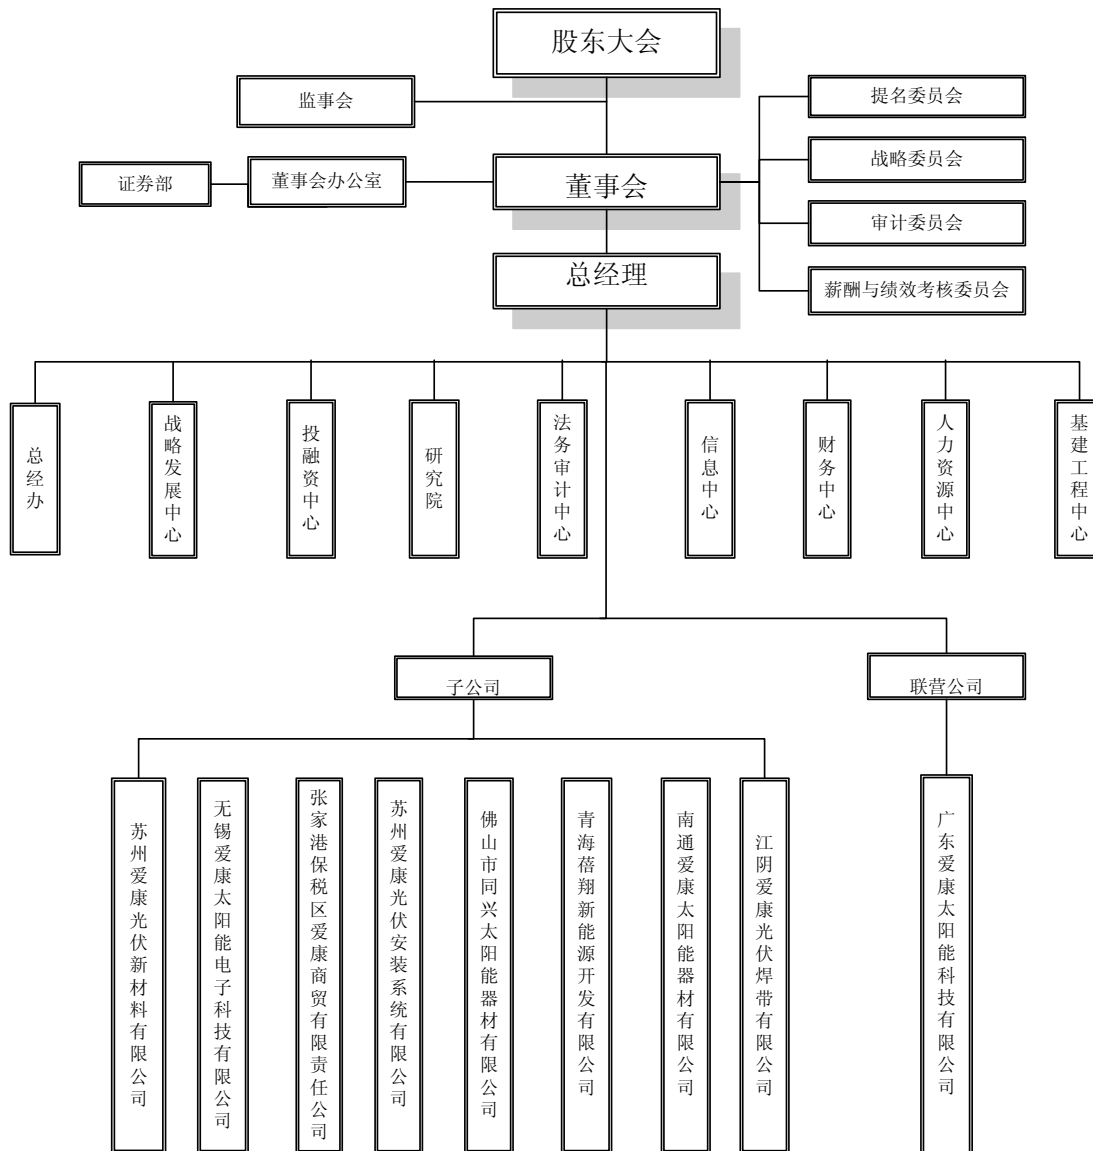 股东大会
监事会
提名委员会
战略委员会
证券部
董事会办公室
董事会
审计委员会
总经理
薪酬与绩效考核委员会
总经办
战略发展中心
投融资中心
研究院
法务审计中心
信息中心
财务中心
人力资源中心
基建工程中心
子公司
联营公司
苏州爱康光伏新材料有限公司
无锡爱康太阳能电子科技有限公司
张家港保税区爱康商贸有限责任公司
苏州爱康光伏安装系统有限公司
佛山市同兴太阳能器材有限公司
青海蓓翔新能源开发有限公司
南通爱康太阳能器材有限公司
江阴爱康光伏焊带有限公司
广东爱康太阳能科技有限公司